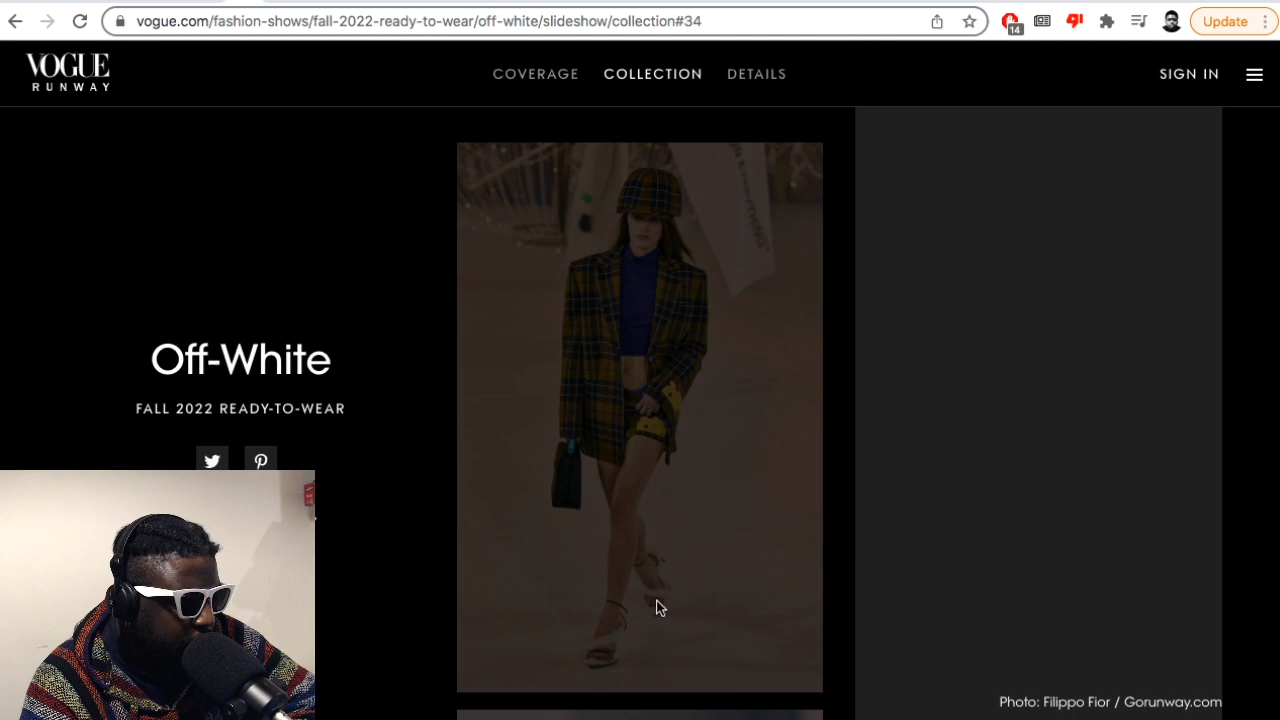 vogue.com/fashion-shows/fall-2022-ready-to-wear/off-white/slideshow/collection#34
14
Update
VOGUE
RUNWAY
COVERAGE
COLLECTION
DETAILS
SIGN IN
Off-White
FALL 2022 READY-TO-WEAR
Photo: Filippo Fior / Gorunway.com